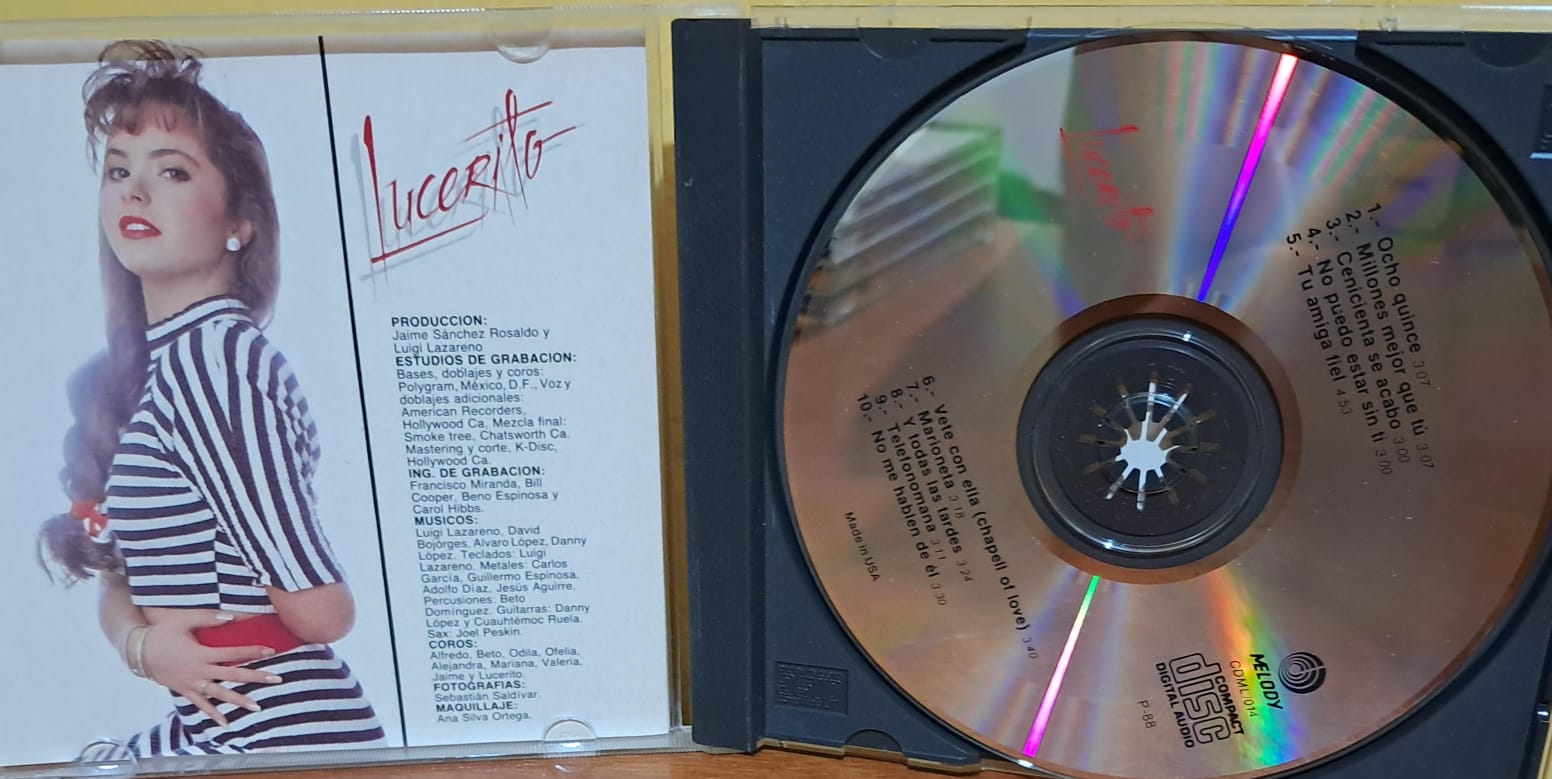 Lucerito
PRODUCCION:
Jaime Sánchez Rosaldo y
Luigi Lazareno
ESTUDIOS DE GRABACION:
Bases, doblajes y coros:
Polygram, México, D.F., Voz y
doblajes adicionales:
American Recorders,
Hollywood Ca, Mezcla final:
Smoke tree, Chatsworth Ca.
Mastering y corte, K-Disc,
Hollywood Ca.
ING. DE GRABACION:
Francisco Miranda, Bill
Cooper, Beno Espinosa y
Carol Hibbs.
MUSICOS:
Luigi Lazareno, David
Bojórges, Alvaro López, Danny
López. Teclados: Luigi
Lazareno. Metales: Carlos
García, Guillermo Espinosa,
Adolfo Díaz, Jesús Aguirre.
Percusiones: Beto
Domínguez. Guitarras: Danny
López y Cuauhtémoc Ruela.
Sax: Joel Peskin.
COROS:
Alfredo, Beto, Odila, Ofelia,
Alejandra, Mariana, Valeria,
Jaime y Lucerito.
FOTOGRAFIAS:
Sebastián Saldívar.
MAQUILLAJE:
Ana Silva Ortega.
Lucerito
1.- Ocho quince 3 07
2.- Millones mejor que tú 3 07
3.- Cenicienta se acabo 3 00
4.- No puedo estar sin ti 3 00
5.- Tu amiga fiel 4 53
6.- Vete con ella (chapell of love) 3 40
7.- Marioneta 3 18
8.- Y todas las tardes 3 24
9.- Telefonomana 3 11
10.- No me hablen de él 3 30
Made in USA
MELODY
CDML/014
COMPACT
disc
DIGITAL AUDIO
P-88